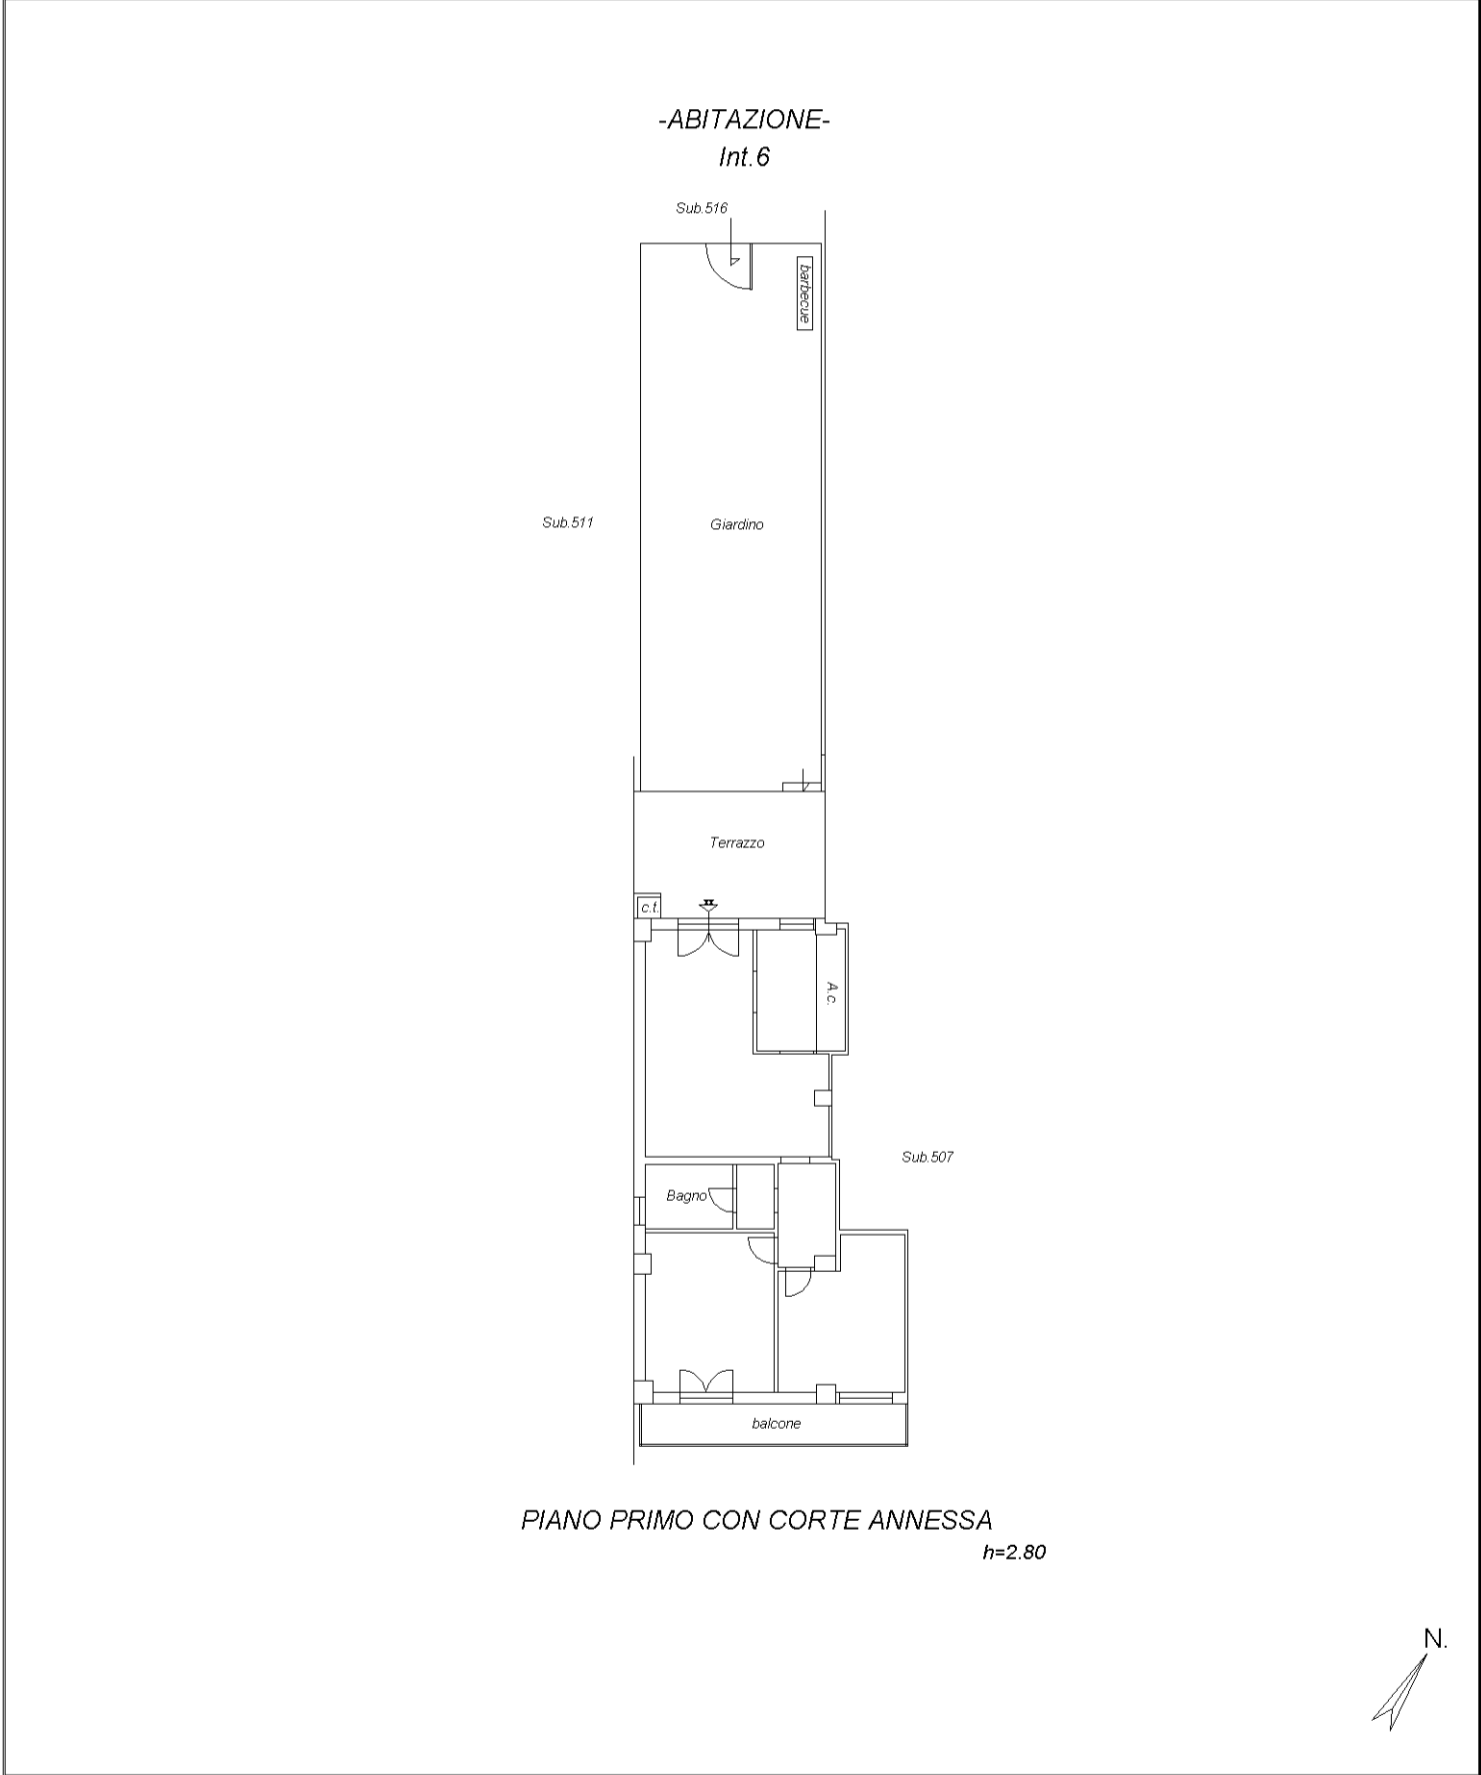 -ABITAZIONE-
Int.6
Sub.516
barbecue
Sub.511
Giardino
Terrazzo
c.t.
A.c.
Sub.507
Bagno
balcone
PIANO PRIMO CON CORTE ANNESSA
h=2.80
N.